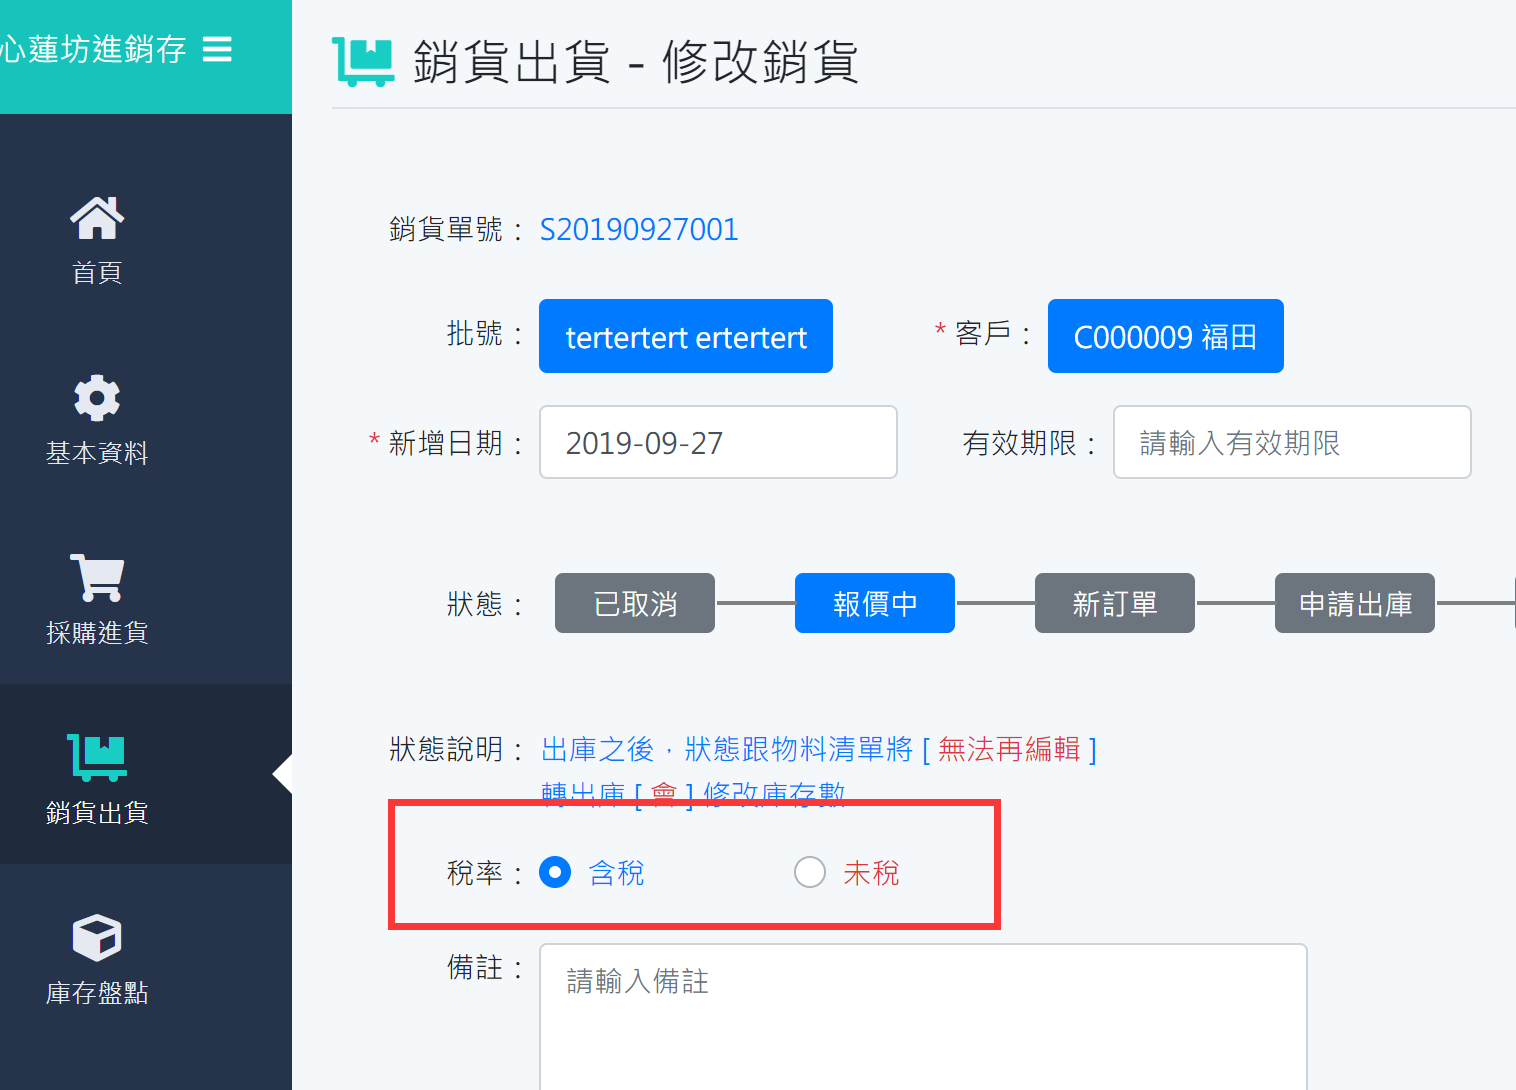 心蓮坊進銷存
銷貨出貨 - 修改銷貨
首頁
基本資料
採購進貨
銷貨出貨
庫存盤點
銷貨單號： S20190927001
批號： tertertert ertertert * 客戶： C000009 福田
* 新增日期： 2019-09-27 有效期限： 請輸入有效期限
狀態： 已取消 報價中 新訂單 申請出庫
狀態說明： 出庫之後，狀態跟物料清單將 [ 無法再編輯 ]
轉出庫 [ 會 ] 修改庫存數
稅率： 含稅 未稅
備註： 請輸入備註